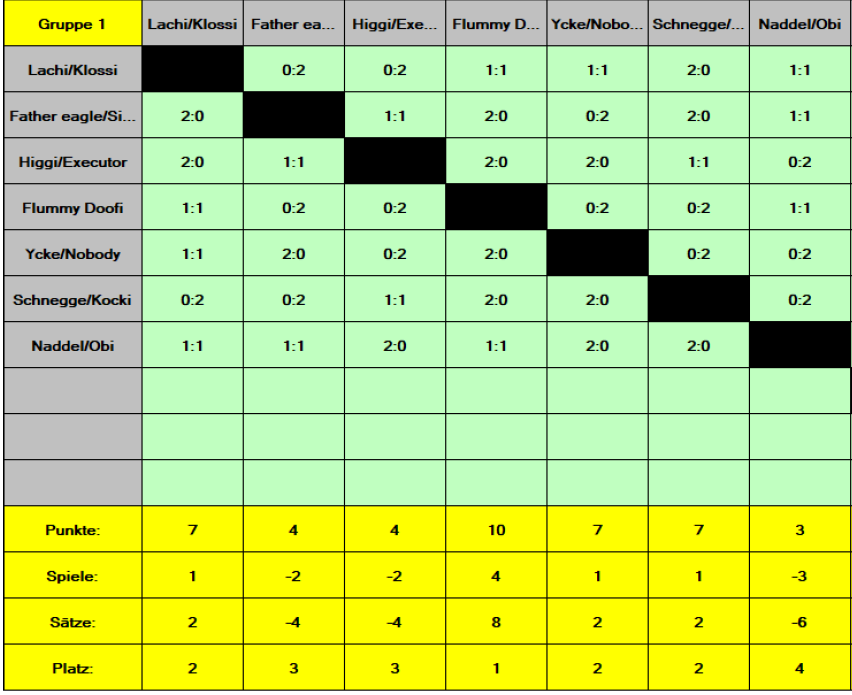 Gruppe 1 Lachi/Klossi Father ea... Higgi/Exe... Flummy D... Ycke/Nobo... Schnegge/... Naddel/Obi
Lachi/Klossi 0:2 0:2 1:1 1:1 2:0 1:1
Father eagle/Si... 2:0 1:1 2:0 0:2 2:0 1:1
Higgi/Executor 2:0 1:1 2:0 2:0 1:1 0:2
Flummy Doofi 1:1 0:2 0:2 0:2 0:2 1:1
Ycke/Nobody 1:1 2:0 0:2 2:0 0:2 0:2
Schnegge/Kocki 0:2 0:2 1:1 2:0 2:0 0:2
Naddel/Obi 1:1 1:1 2:0 1:1 2:0 2:0
Punkte: 7 4 4 10 7 7 3
Spiele: 1 -2 -2 4 1 1 -3
Sätze: 2 -4 -4 8 2 2 -6
Platz: 2 3 3 1 2 2 4